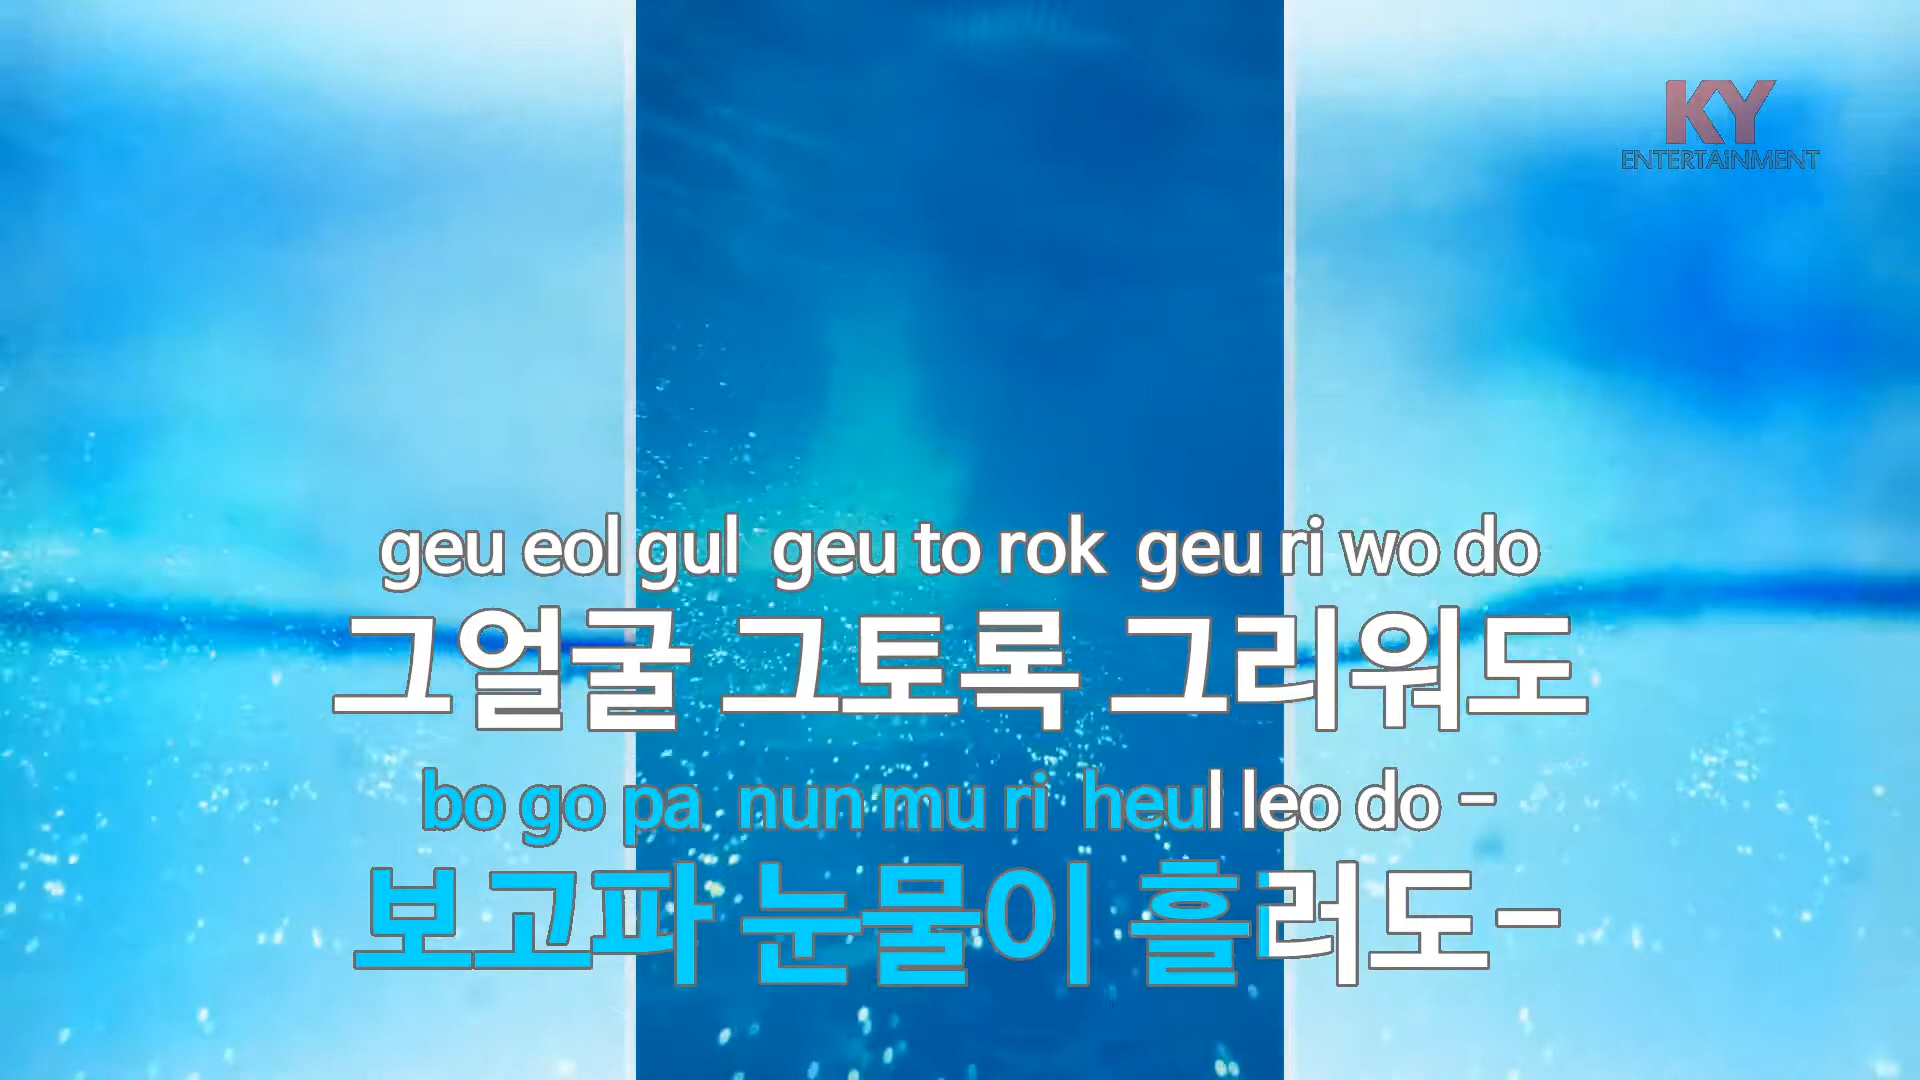 KY
ENTERTAiNMENT
geu eol gul geu to rok geu ri wo do
그얼굴 그토록 그리워도
bo go pa nun mu ri heul leo do -
보고파 눈물이 흘러도-